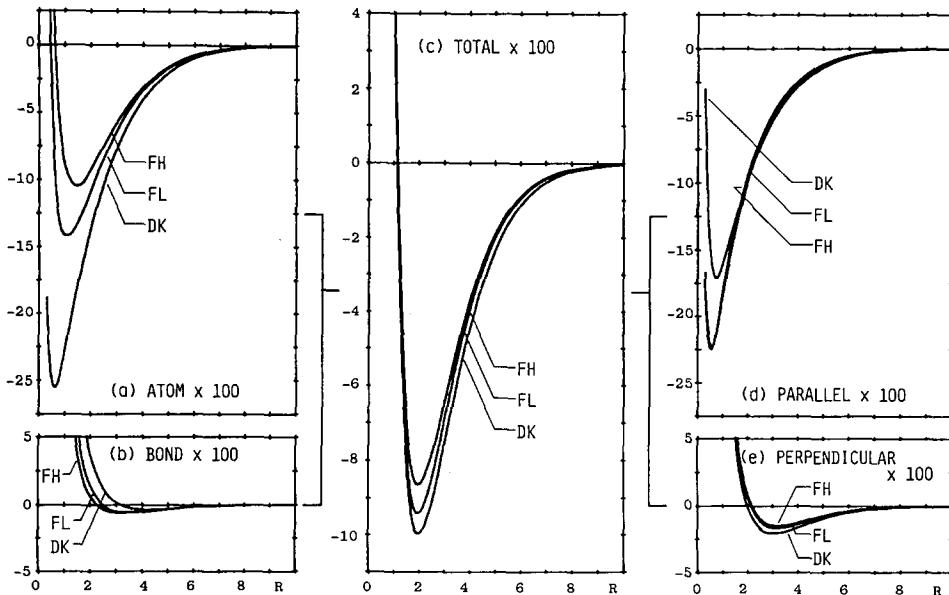 0
-5
-10
-15
-20
-25
FH
FL
DK
(a) ATOM x 100
5
0
-5
(b) BOND x 100
FH
FL
DK
0 2 4 6 8 R
4
2
0
-2
-4
-6
-8
-10
(c) TOTAL x 100
FH
FL
DK
0 2 4 6 8 R
0
-5
-10
-15
-20
-25
DK
FL
FH
(d) PARALLEL x 100
5
0
-5
(e) PERPENDICULAR
x 100
FH
FL
DK
0 2 4 6 8 R